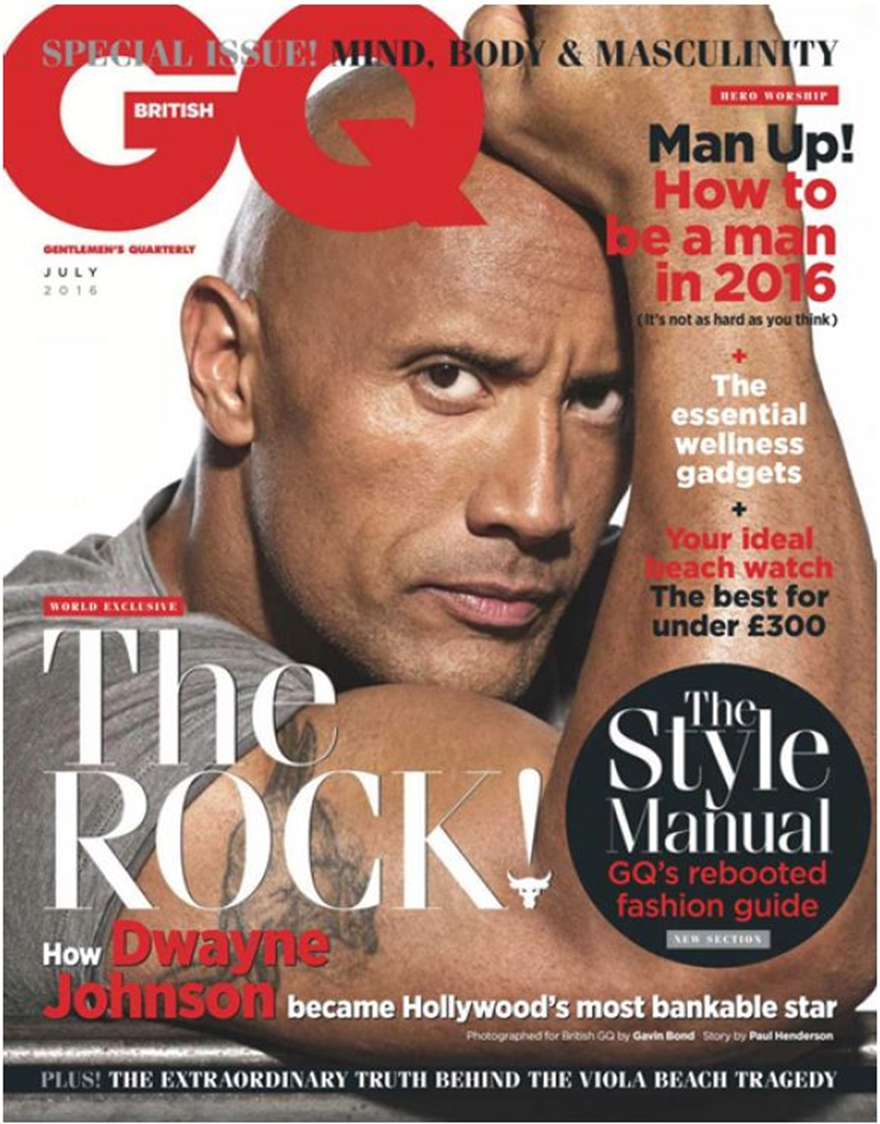 SPECIAL ISSUE! MIND, BODY & MASCULINITY
GQ
BRITISH
GENTLEMEN'S QUARTERLY
JULY
2016
HERO WORSHIP
Man Up!
How to
be a man
in 2016
(It's not as hard as you think)
+
The
essential
wellness
gadgets
+
Your ideal
beach watch
The best for
under £300
WORLD EXCLUSIVE
The
ROCK!
How Dwayne
Johnson became Hollywood's most bankable star
The
Style
Manual
GQ's rebooted
fashion guide
NEW SECTION
Photographed for British GQ by Gavin Bond Story by Paul Henderson
PLUS! THE EXTRAORDINARY TRUTH BEHIND THE VIOLA BEACH TRAGEDY